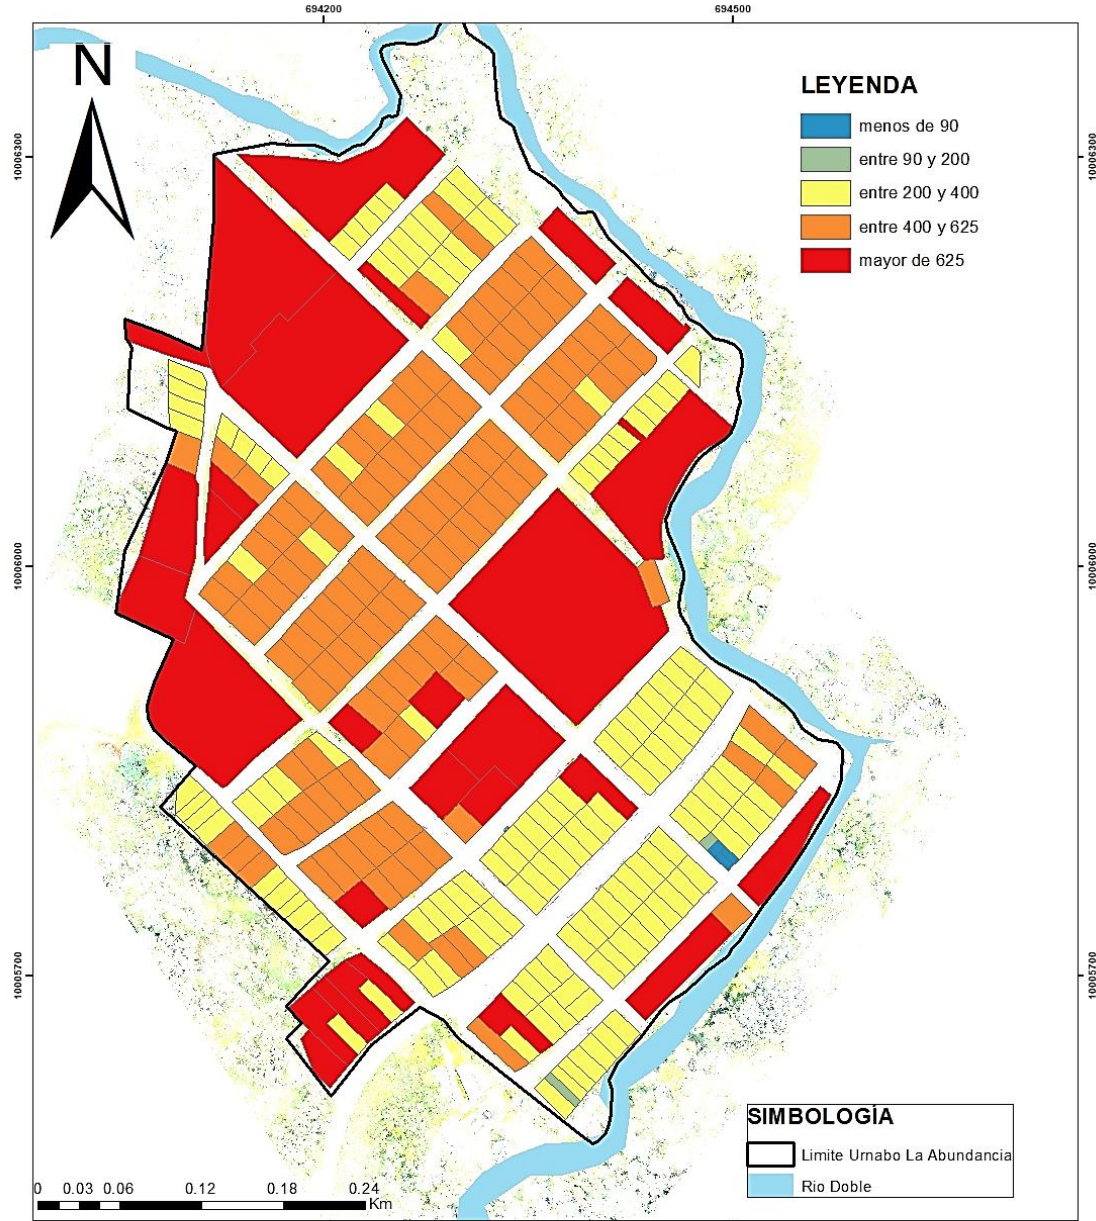 694200
694500
N
LEYENDA
menos de 90
entre 90 y 200
entre 200 y 400
entre 400 y 625
mayor de 625
10006300
10006300
10006000
10006000
10005700
10005700
SIMBOLOGÍA
Limite Urnabo La Abundancia
Rio Doble
0 0.03 0.06 0.12 0.18 0.24
Km